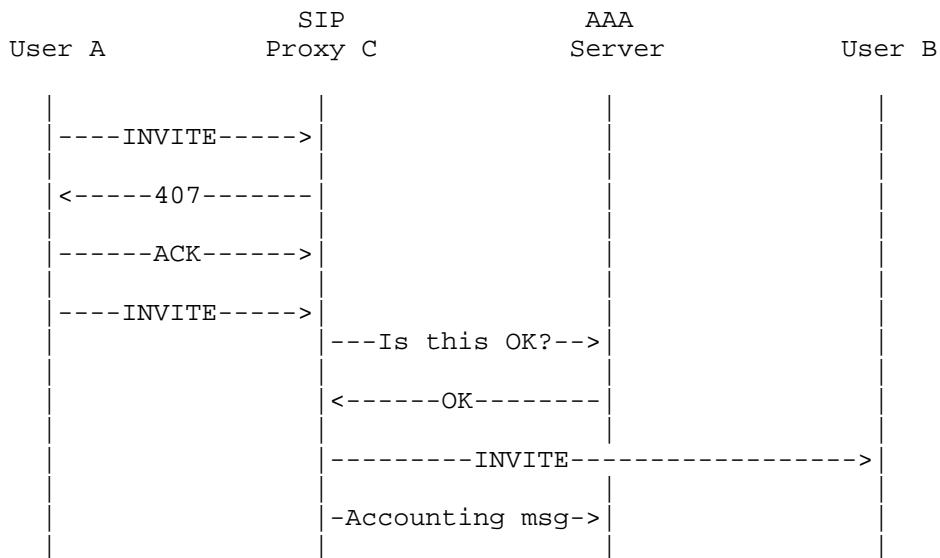 SIP               AAA
User A          Proxy C          Server          User B
|----INVITE----->|
|<-----407-------|
|------ACK------>|
|----INVITE----->|
|---Is this OK?-->|
|<------OK--------|
|---------INVITE----------------->|
|-Accounting msg->|